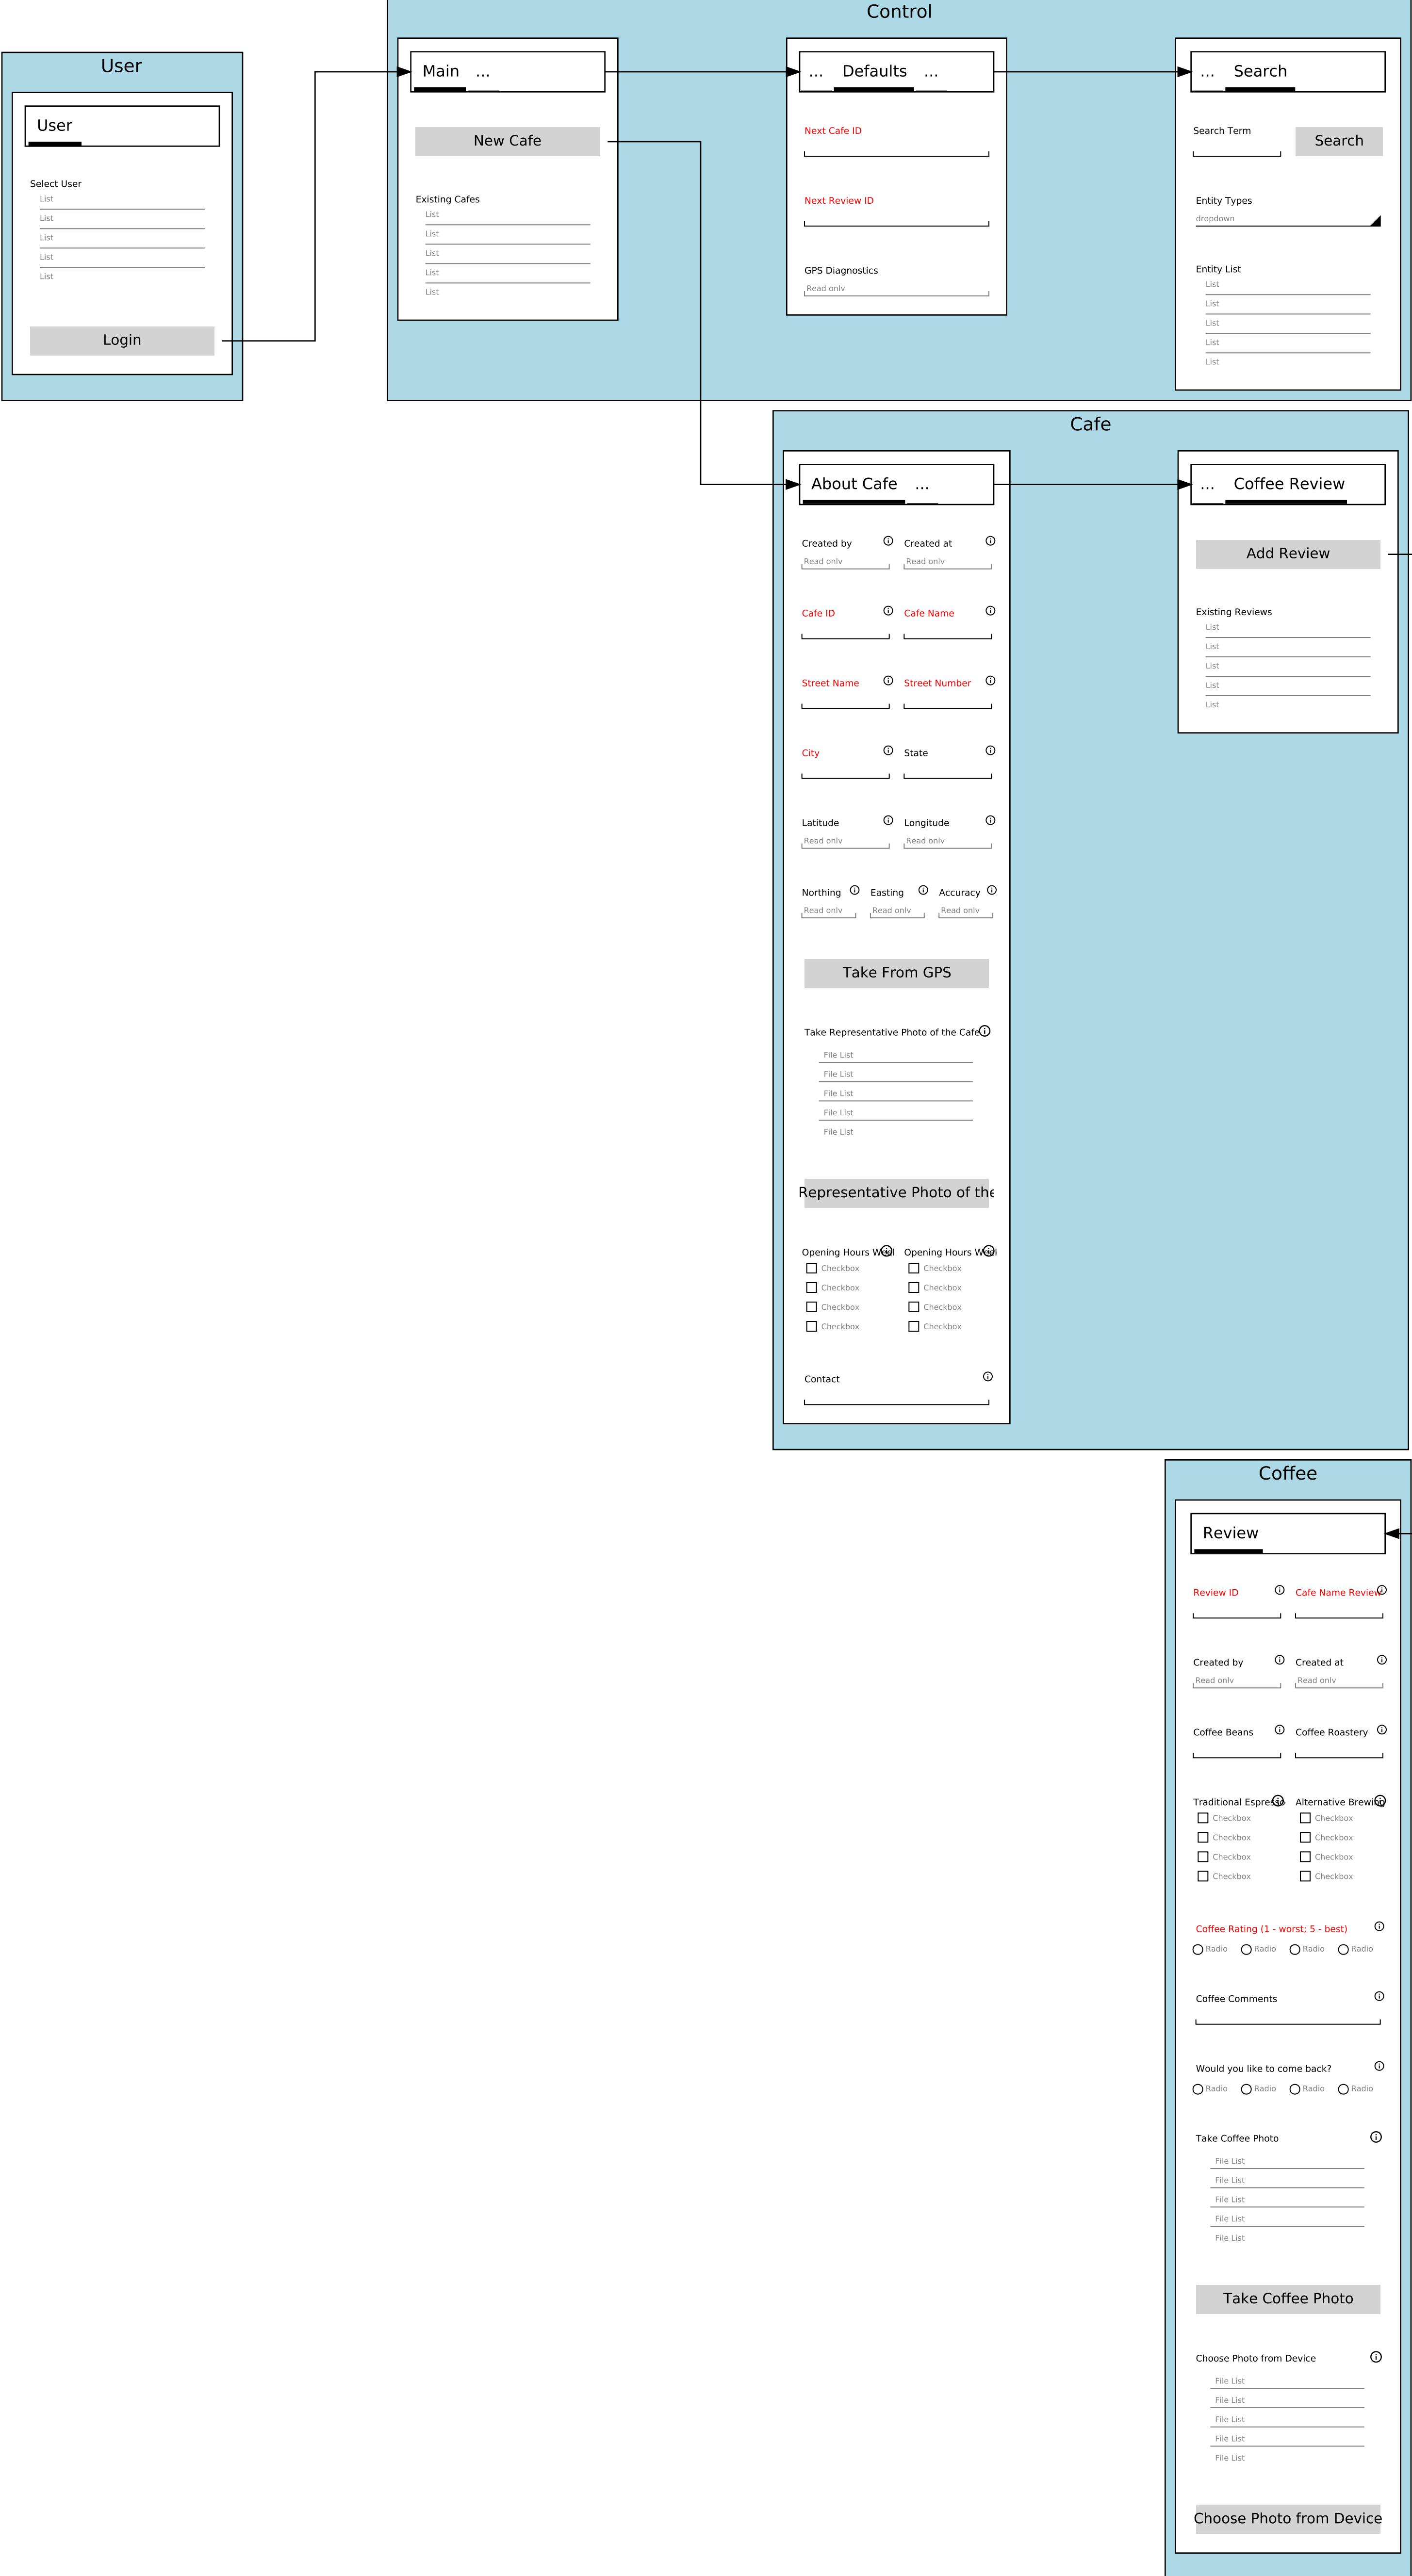 Control
User
User
Select User
List
List
List
List
List
Login
Main ...
New Cafe
Existing Cafes
List
List
List
List
List
... Defaults ...
Next Cafe ID
Next Review ID
GPS Diagnostics
Read only
... Search
Search Term
Search
Entity Types
dropdown
Entity List
List
List
List
List
List
Cafe
About Cafe ...
Created by Created at
Read only Read only
Cafe ID Cafe Name
Street Name Street Number
City State
Latitude Longitude
Read only Read only
Northing Easting Accuracy
Read only Read only Read only
Take From GPS
Take Representative Photo of the Cafe
File List
File List
File List
File List
File List
Representative Photo of the
Opening Hours Opening Hours
Checkbox Checkbox
Checkbox Checkbox
Checkbox Checkbox
Checkbox Checkbox
Contact
... Coffee Review
Add Review
Existing Reviews
List
List
List
List
List
Coffee
Review
Review ID Cafe Name Review
Created by Created at
Read only Read only
Coffee Beans Coffee Roastery
Traditional Espresso Alternative Brewing
Checkbox Checkbox
Checkbox Checkbox
Checkbox Checkbox
Checkbox Checkbox
Coffee Rating (1 - worst; 5 - best)
Radio Radio Radio Radio
Coffee Comments
Would you like to come back?
Radio Radio Radio Radio
Take Coffee Photo
File List
File List
File List
File List
File List
Take Coffee Photo
Choose Photo from Device
File List
File List
File List
File List
File List
Choose Photo from Device